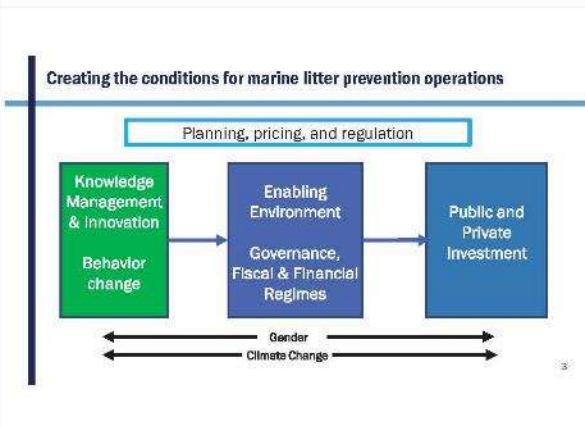 Creating the conditions for marine litter prevention operations
Planning, pricing, and regulation
Knowledge
Management
& Innovation
Behavior
change
Enabling
Environment
Governance,
Fiscal & Financial
Regimes
Public and
Private
Investment
Gender
Climate Change
3